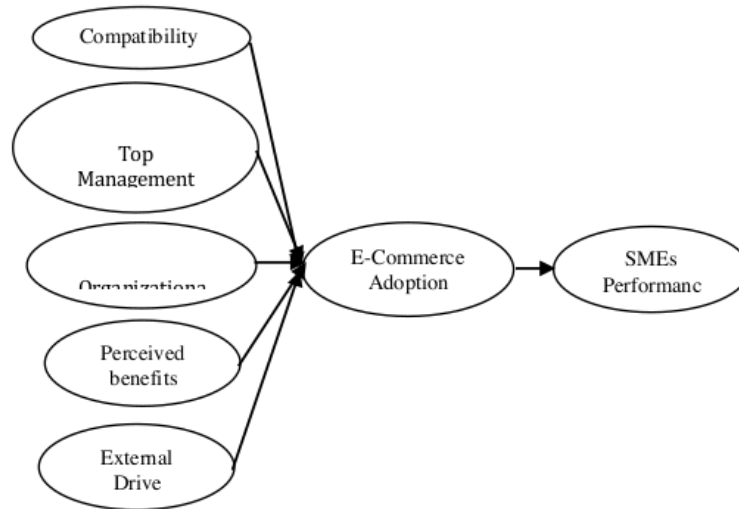 Compatibility
Top
Management
Organizationa
E-Commerce
Adoption
SMEs
Performanc
Perceived
benefits
External
Drive